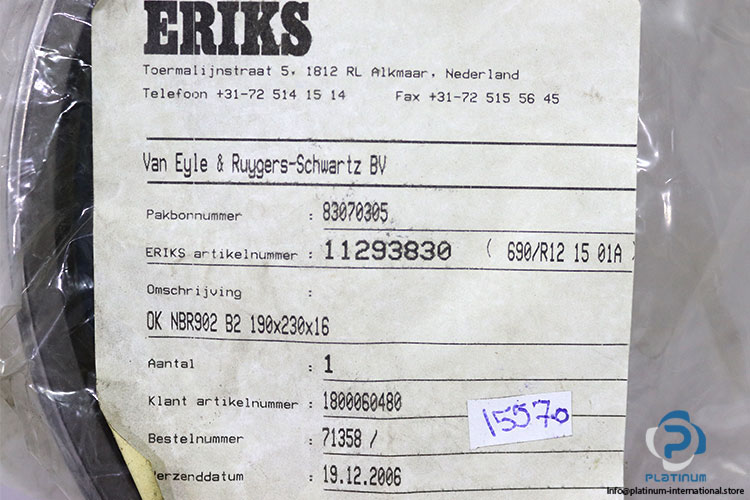 ERIKS
Toermalijnstraat 5, 1812 RL Alkmaar, Nederland
Telefoon +31-72 514 15 14 Fax +31-72 515 56 45
Van Eyle & Ruygers-Schwartz BV
Pakbonnummer : 83070305
ERIKS artikelnummer : 11293830 ( 690/R12 15 01A )
Omschrijving :
OK NBR902 B2 190x230x16
Aantal : 1
Klant artikelnummer : 1800060480
Bestelnummer : 71358 /
Verzenddatum : 19.12.2006
15570
PLATINUM
info@platinum-international.store